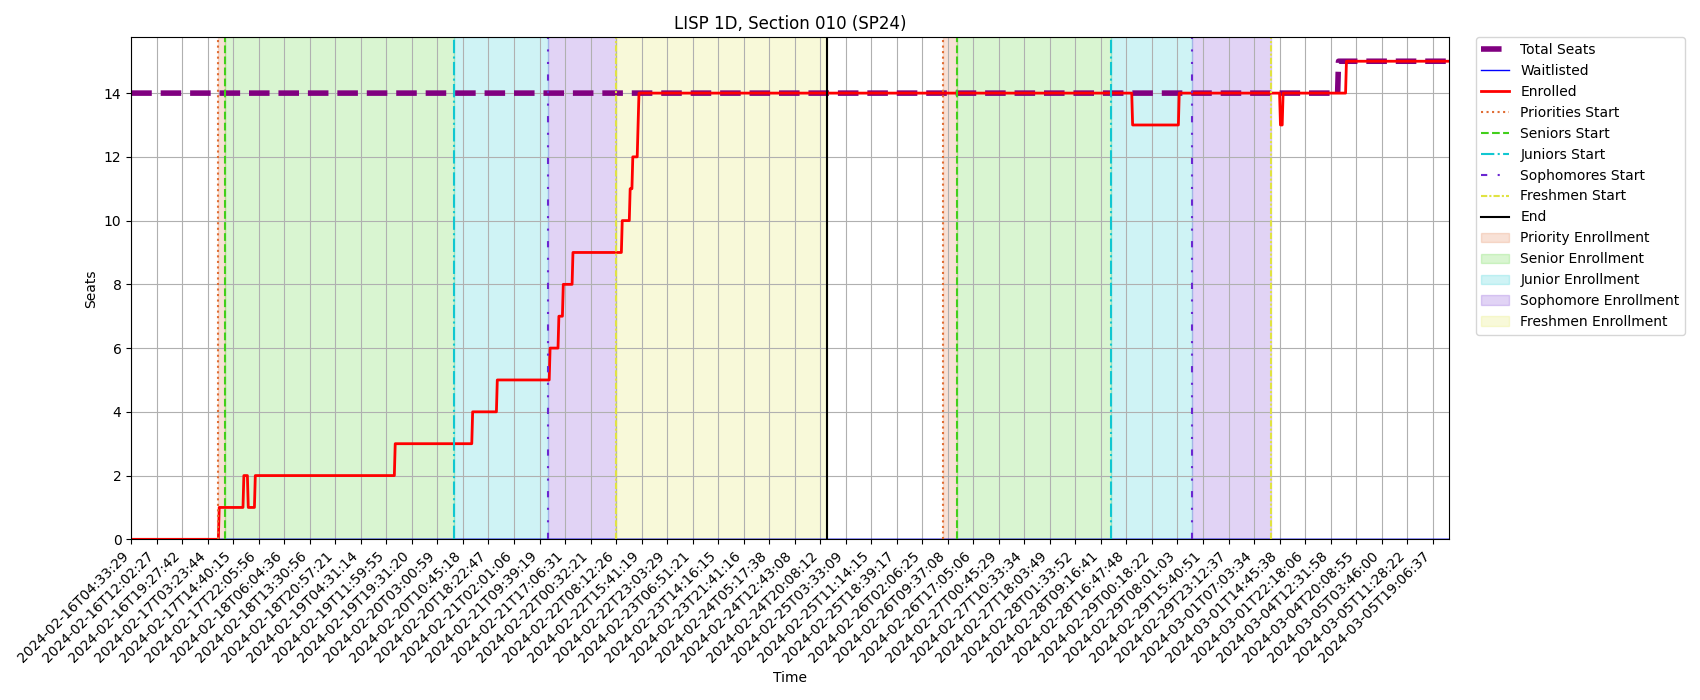 LISP 1D, Section 010 (SP24)
Total Seats
Waitlisted
Enrolled
Priorities Start
Seniors Start
Juniors Start
Sophomores Start
Freshmen Start
End
Priority Enrollment
Senior Enrollment
Junior Enrollment
Sophomore Enrollment
Freshmen Enrollment
Seats
14
12
10
8
6
4
2
0
2024-02-16T04:33:29
2024-02-16T12:02:27
2024-02-16T19:27:42
2024-02-17T03:23:44
2024-02-17T14:40:15
2024-02-17T22:05:56
2024-02-18T06:04:36
2024-02-18T13:30:56
2024-02-18T20:57:21
2024-02-19T04:31:14
2024-02-19T11:59:55
2024-02-19T19:31:20
2024-02-20T03:00:59
2024-02-20T10:45:18
2024-02-20T18:22:47
2024-02-21T02:01:06
2024-02-21T09:39:19
2024-02-21T17:06:31
2024-02-22T00:32:21
2024-02-22T08:12:26
2024-02-22T15:41:19
2024-02-22T23:03:29
2024-02-23T06:51:21
2024-02-23T14:16:15
2024-02-23T21:41:16
2024-02-24T05:17:38
2024-02-24T12:43:08
2024-02-24T20:08:12
2024-02-25T03:33:09
2024-02-25T11:14:15
2024-02-25T18:39:17
2024-02-26T02:06:25
2024-02-26T09:37:08
2024-02-26T17:05:06
2024-02-27T00:45:29
2024-02-27T10:33:34
2024-02-27T18:03:49
2024-02-28T01:33:52
2024-02-28T09:16:41
2024-02-28T16:47:48
2024-02-29T00:18:22
2024-02-29T08:01:03
2024-02-29T15:40:51
2024-02-29T23:12:37
2024-03-01T07:03:34
2024-03-01T14:45:38
2024-03-01T22:18:06
2024-03-04T12:31:58
2024-03-04T20:08:55
2024-03-05T03:46:00
2024-03-05T11:28:22
2024-03-05T19:06:37
Time